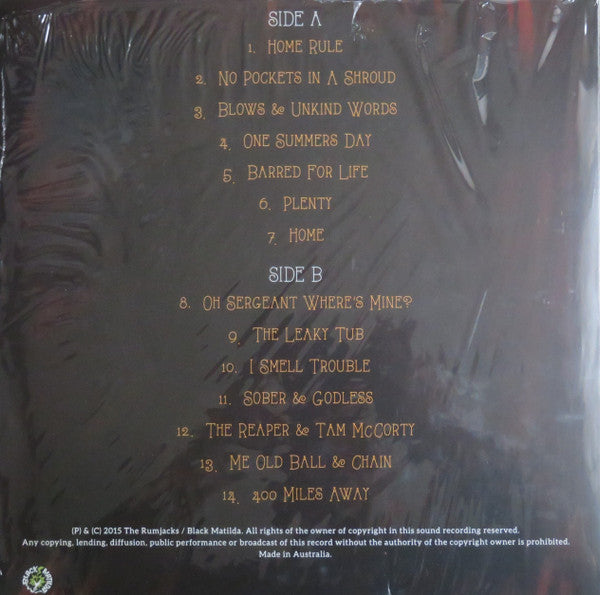 SIDE A
1. HOME RULE
2. NO POCKETS IN A SHROUD
3. BLOWS & UNKIND WORDS
4. ONE SUMMERS DAY
5. BARRED FOR LIFE
6. PLENTY
7. HOME
SIDE B
8. OH SERGEANT WHERE'S MINE?
9. THE LEAKY TUB
10. I SMELL TROUBLE
11. SOBER & GODLESS
12. THE REAPER & TAM MCCORTY
13. ME OLD BALL & CHAIN
14. 400 MILES AWAY
(P) & (C) 2015 The Rumjacks / Black Matilda. All rights of the owner of copyright in this sound recording reserved.
Any copying, lending, diffusion, public performance or broadcast of this record without the authority of the copyright owner is prohibited.
Made in Australia.